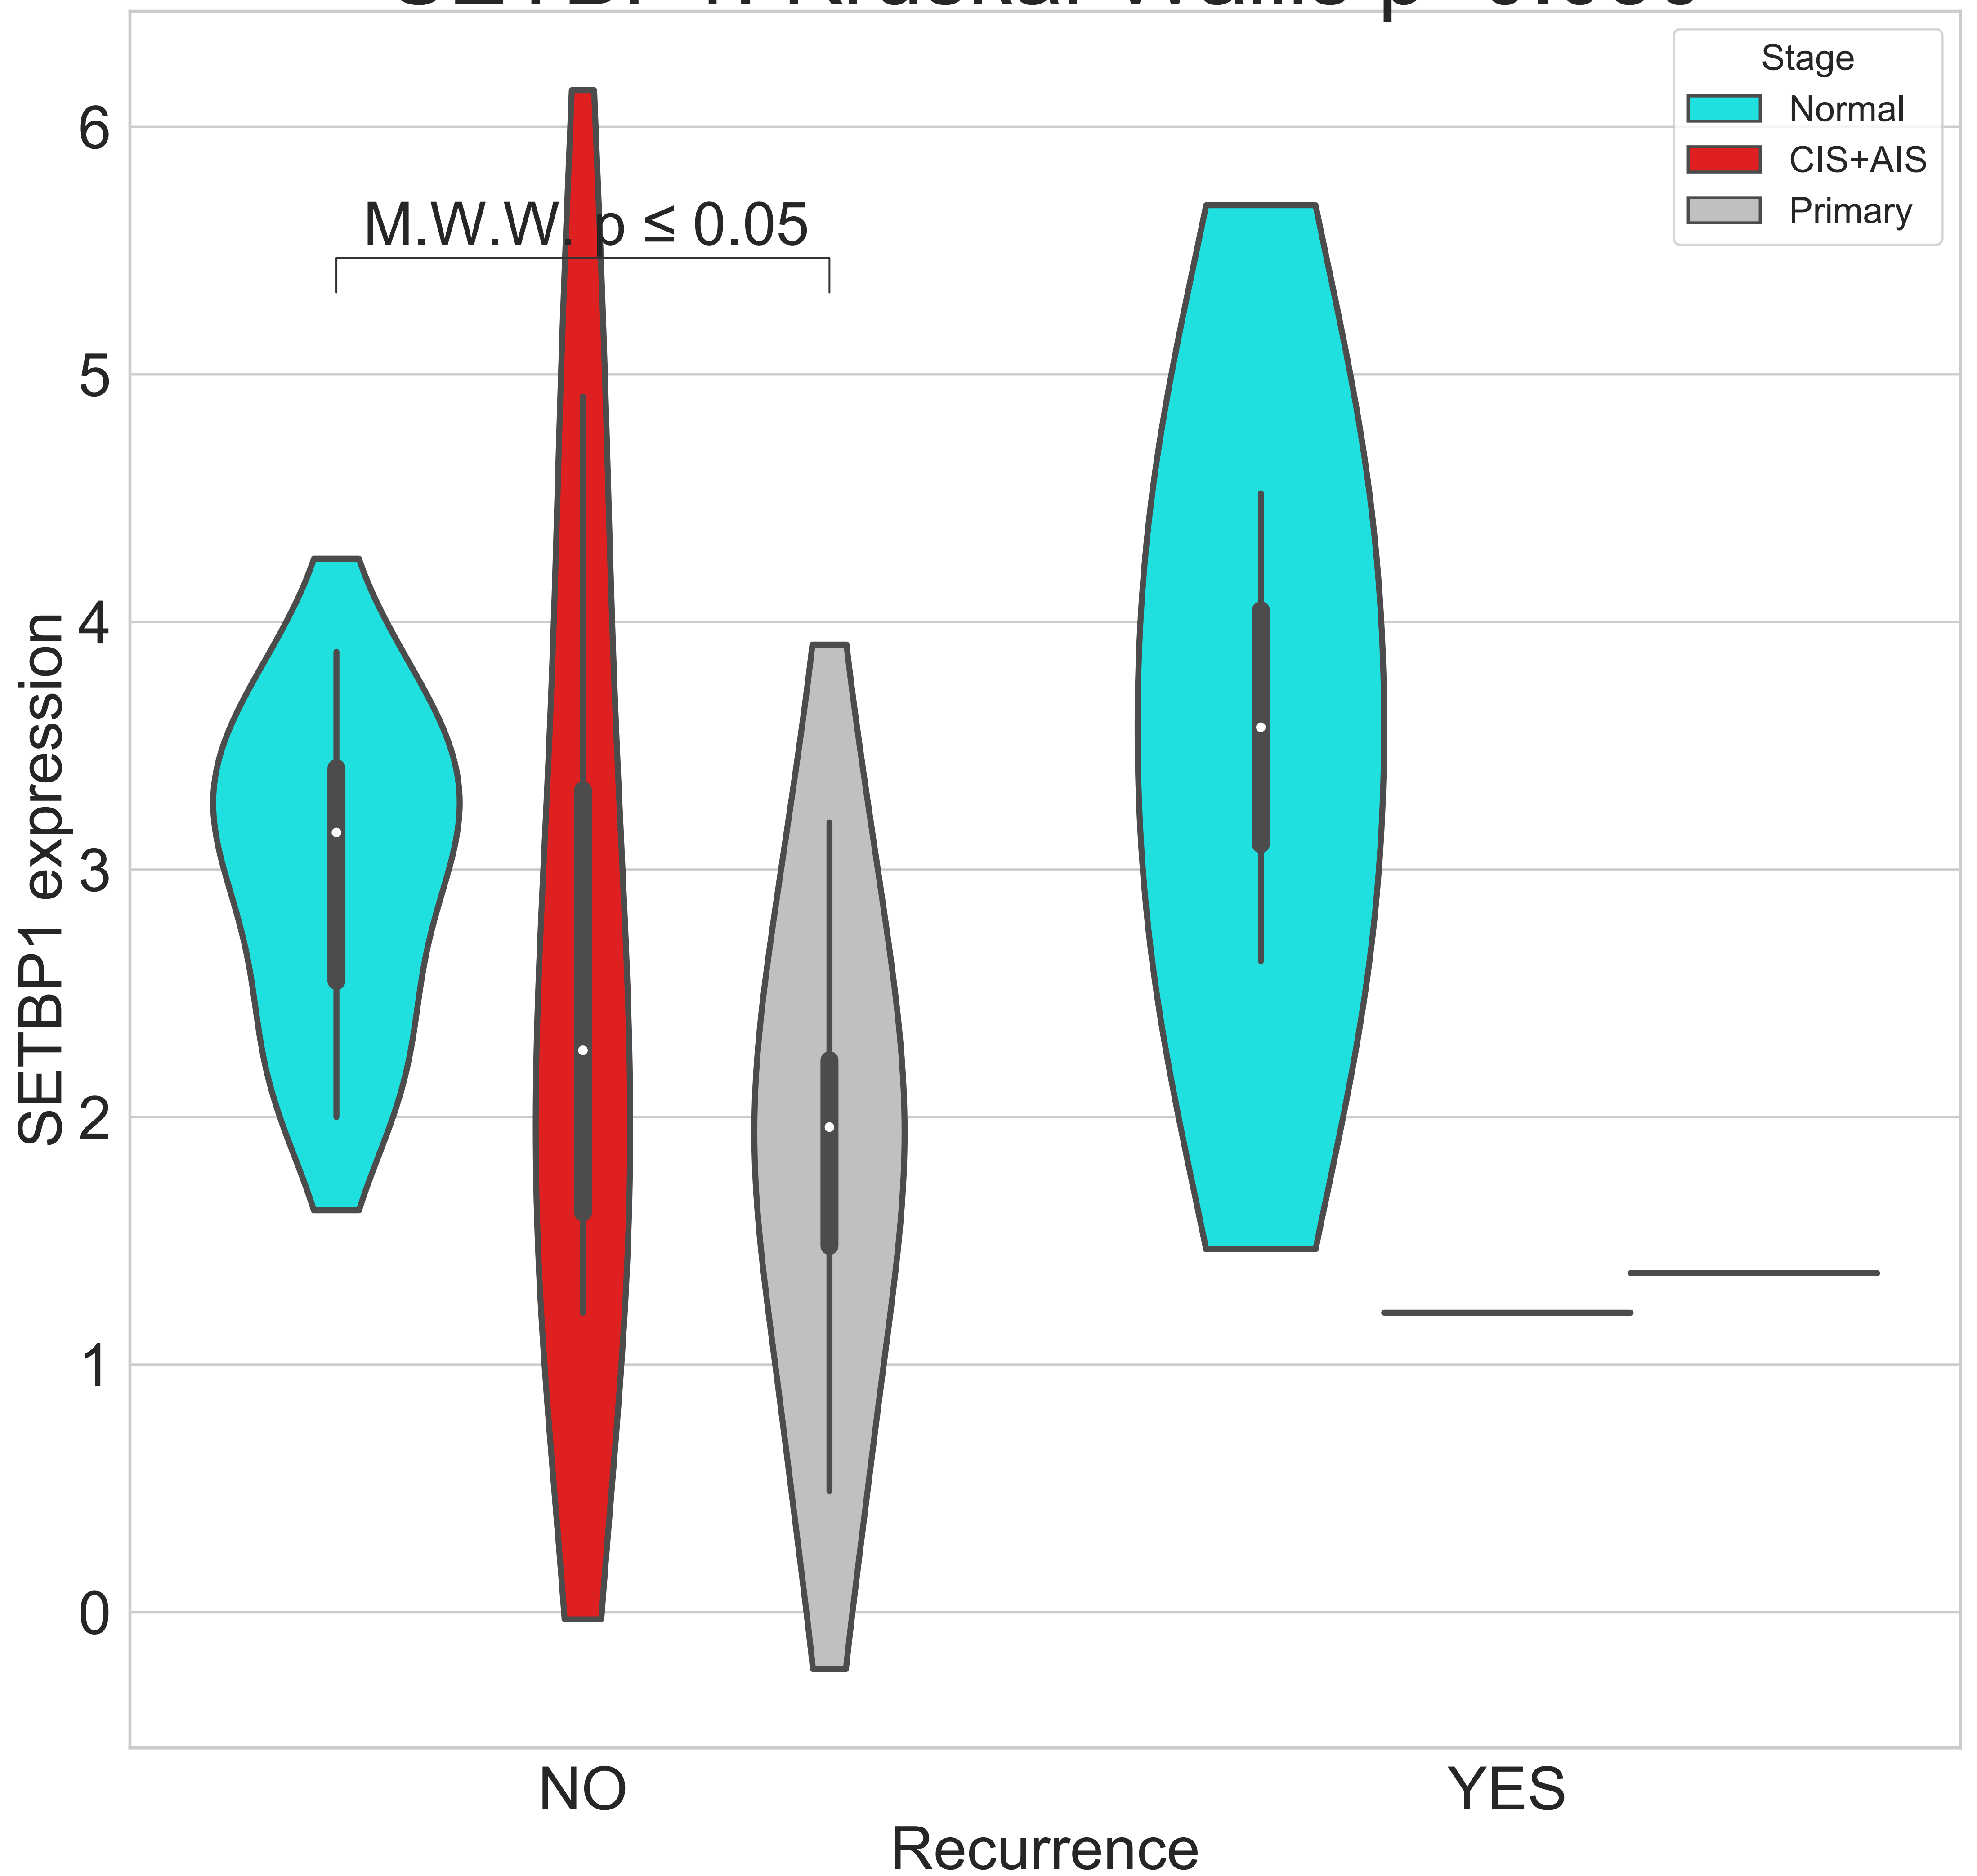 Stage
Normal
CIS+AIS
Primary
M.W.W. p ≤ 0.05
6
5
4
3
2
1
0
SETBP1 expression
NO
YES
Recurrence